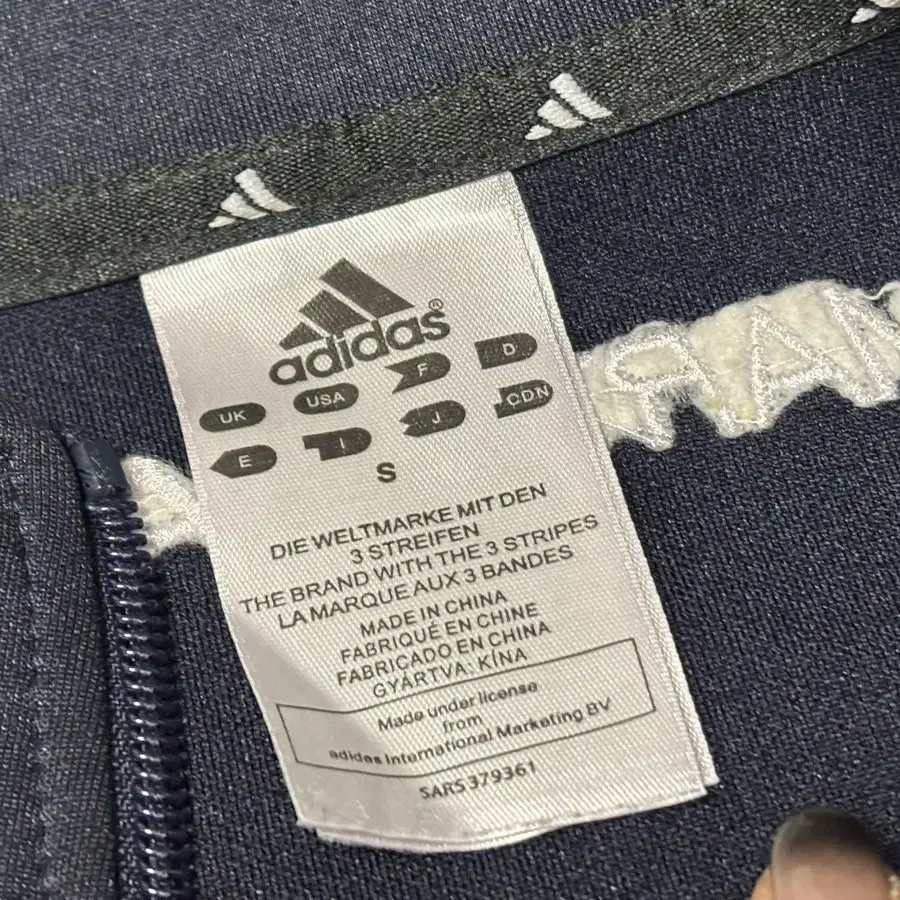 adidas®
UK USA F D
E I J CDN
S
DIE WELTMARKE MIT DEN
3 STREIFEN
THE BRAND WITH THE 3 STRIPES
LA MARQUE AUX 3 BANDES
MADE IN CHINA
FABRIQUÉ EN CHINE
FABRICADO EN CHINA
GYÁRTVA: KÍNA
Made under license
from
adidas International Marketing BV
SARS 379361